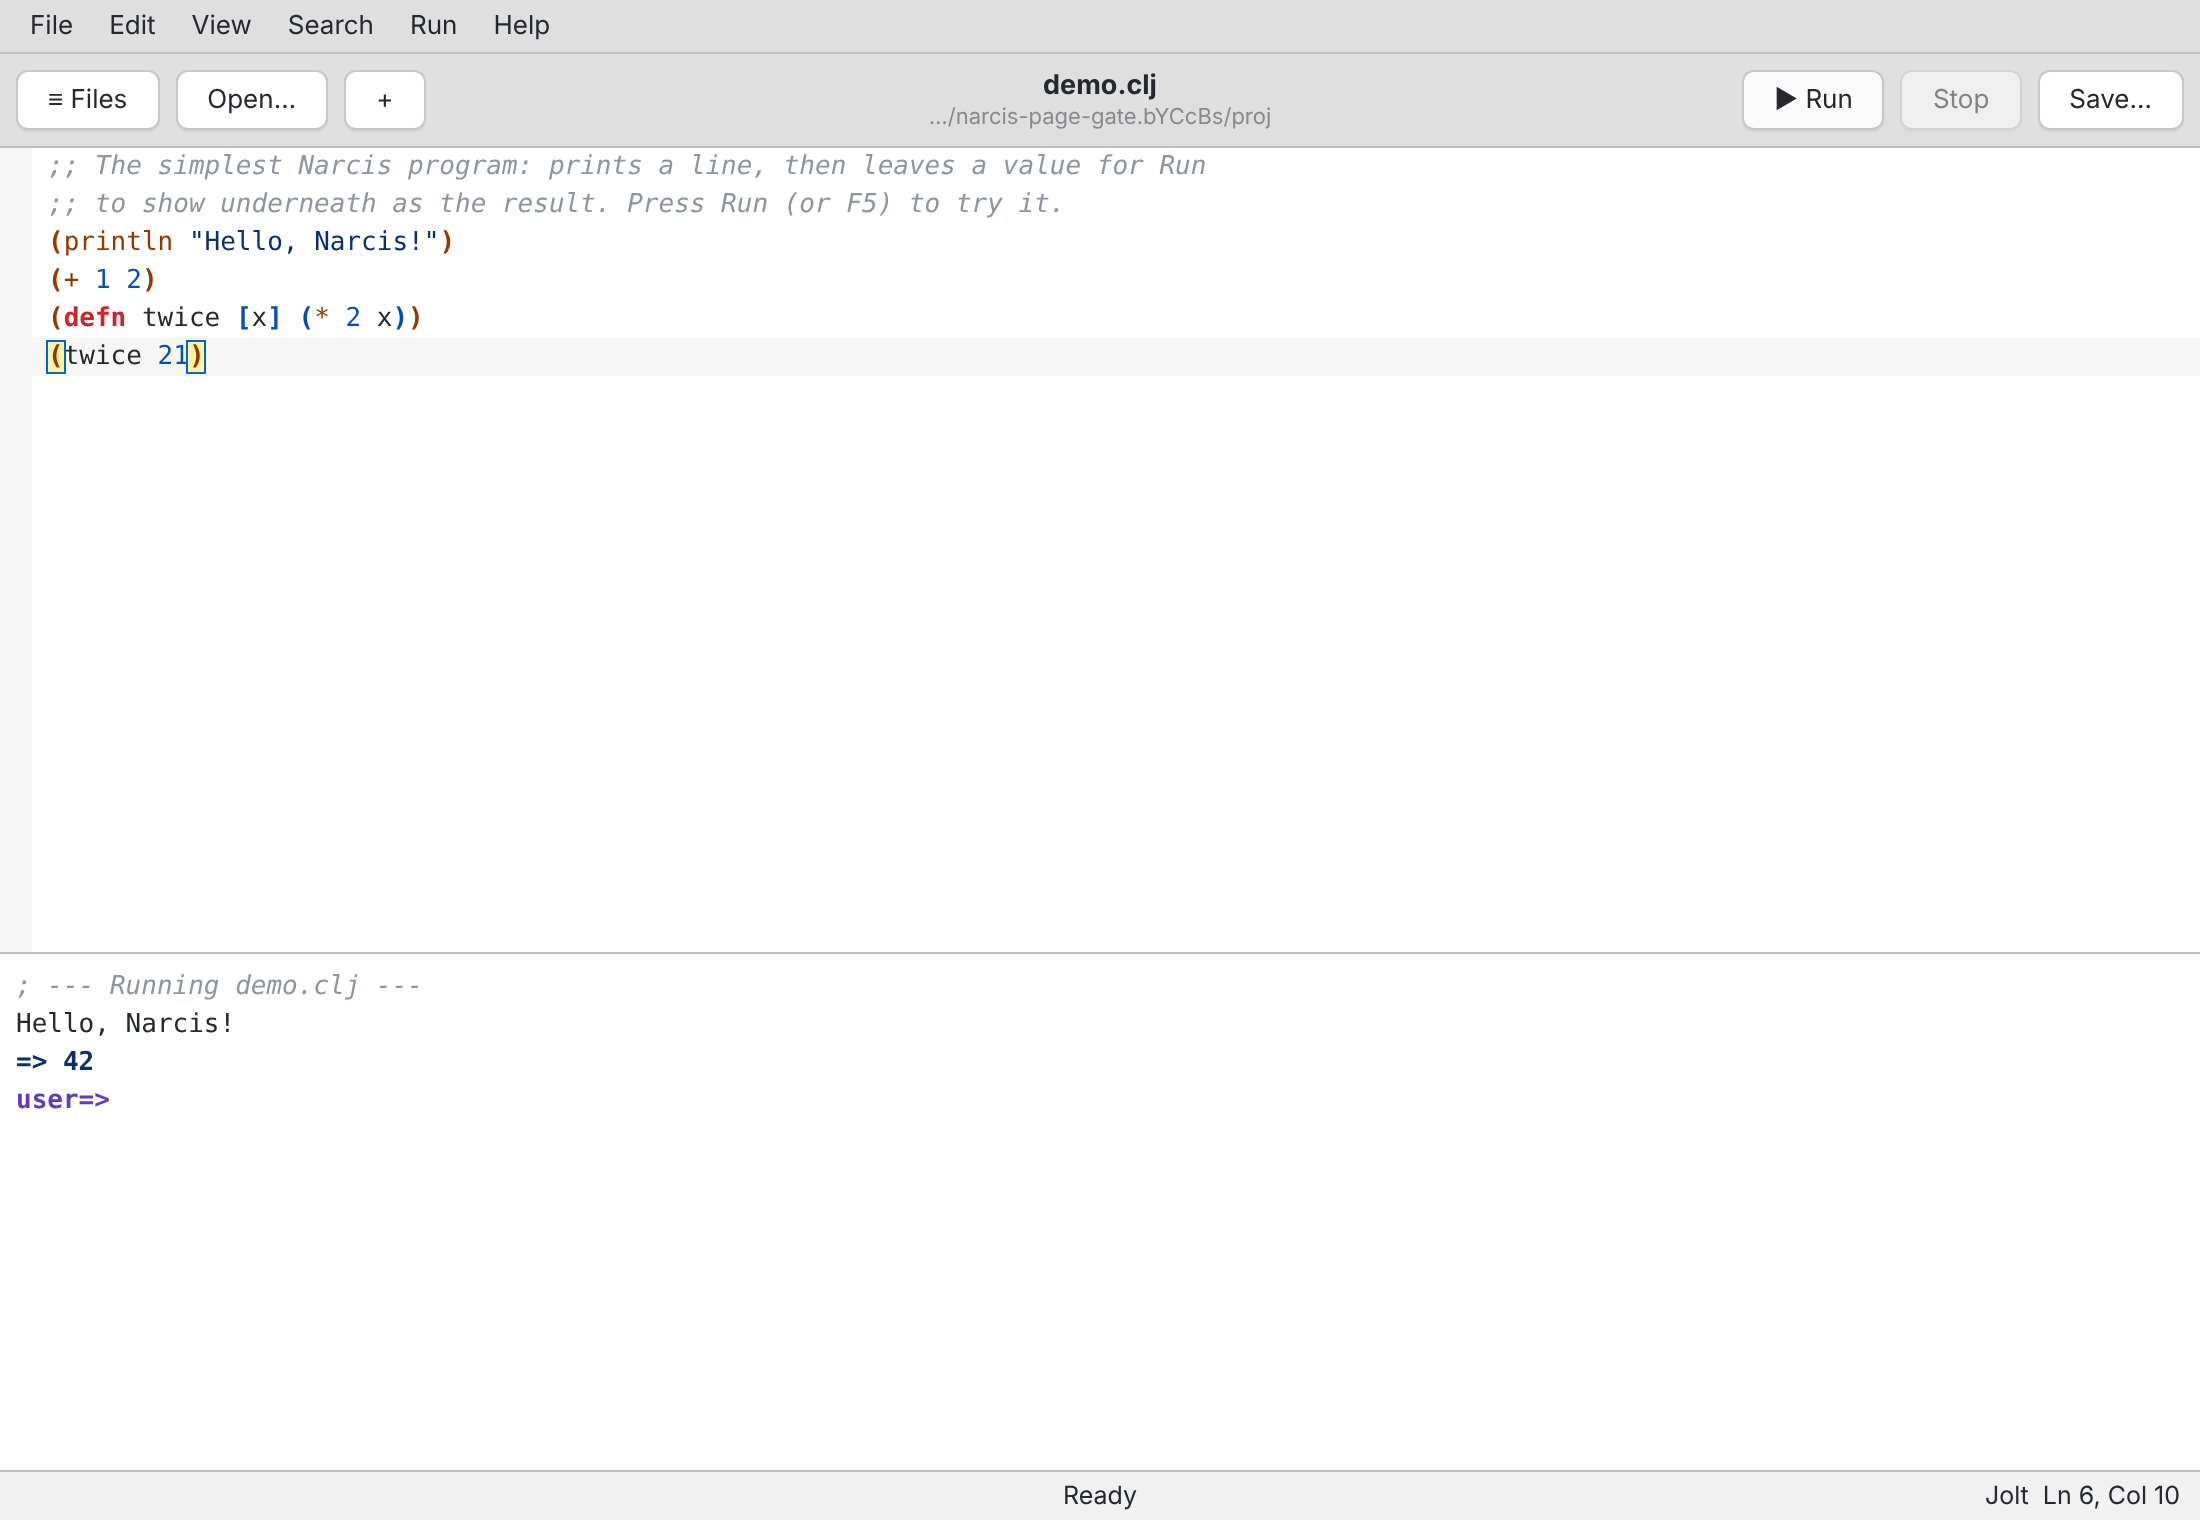 File Edit View Search Run Help
≡ Files Open... + demo.clj ▶ Run Stop Save...
.../narcis-page-gate.bYCcBs/proj
;; The simplest Narcis program: prints a line, then leaves a value for Run
;; to show underneath as the result. Press Run (or F5) to try it.
(println "Hello, Narcis!")
(+ 1 2)
(defn twice [x] (* 2 x))
(twice 21)
; --- Running demo.clj ---
Hello, Narcis!
=> 42
user=>
Ready Jolt Ln 6, Col 10